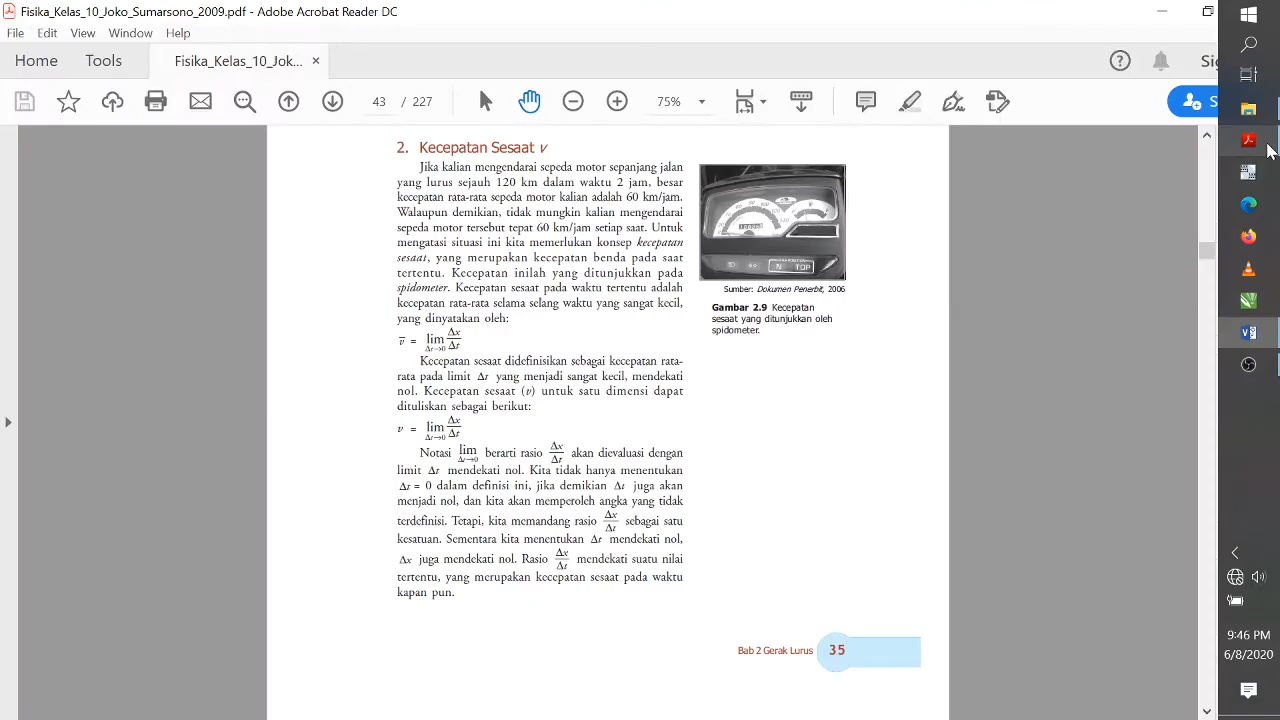 Fisika_Kelas_10_Joko_Sumarsono_2009.pdf - Adobe Acrobat Reader DC
File Edit View Window Help
Home Tools Fisika_Kelas_10_Jok... ×
43 / 227 75%
2. Kecepatan Sesaat v
Jika kalian mengendarai sepeda motor sepanjang jalan
yang lurus sejauh 120 km dalam waktu 2 jam, besar
kecepatan rata-rata sepeda motor kalian adalah 60 km/jam.
Walaupun demikian, tidak mungkin kalian mengendarai
sepeda motor tersebut tepat 60 km/jam setiap saat. Untuk
mengatasi situasi ini kita memerlukan konsep kecepatan
sesaat, yang merupakan kecepatan benda pada saat
tertentu. Kecepatan inilah yang ditunjukkan pada
spidometer. Kecepatan sesaat pada waktu tertentu adalah
kecepatan rata-rata selama selang waktu yang sangat kecil,
yang dinyatakan oleh:
v̅ = lim Δt→0 Δx/Δt
Kecepatan sesaat didefinisikan sebagai kecepatan rata-
rata pada limit Δt yang menjadi sangat kecil, mendekati
nol. Kecepatan sesaat (v) untuk satu dimensi dapat
dituliskan sebagai berikut:
v = lim Δt→0 Δx/Δt
Notasi lim Δt→0 berarti rasio Δx/Δt akan dievaluasi dengan
limit Δt mendekati nol. Kita tidak hanya menentukan
Δt = 0 dalam definisi ini, jika demikian Δt juga akan
menjadi nol, dan kita akan memperoleh angka yang tidak
terdefinisi. Tetapi, kita memandang rasio Δx/Δt sebagai satu
kesatuan. Sementara kita menentukan Δt mendekati nol,
Δx juga mendekati nol. Rasio Δx/Δt mendekati suatu nilai
tertentu, yang merupakan kecepatan sesaat pada waktu
kapan pun.
N TOP
Sumber: Dokumen Penerbit, 2006
Gambar 2.9 Kecepatan
sesaat yang ditunjukkan oleh
spidometer.
Bab 2 Gerak Lurus 35
9:46 PM
6/8/2020